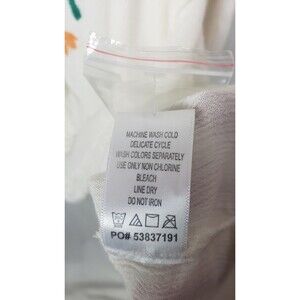 MACHINE WASH COLD
DELICATE CYCLE
WASH COLORS SEPARATELY
USE ONLY NON CHLORINE
BLEACH
LINE DRY
DO NOT IRON
PO# 53837191